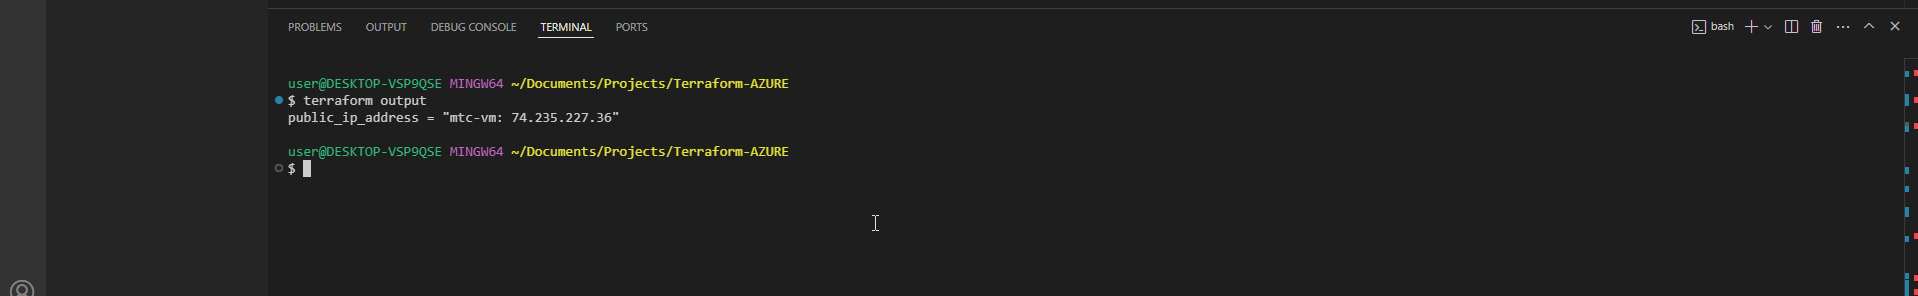 PROBLEMS OUTPUT DEBUG CONSOLE TERMINAL PORTS bash
user@DESKTOP-VSP9QSE MINGW64 ~/Documents/Projects/Terraform-AZURE
$ terraform output
public_ip_address = "mtc-vm: 74.235.227.36"
user@DESKTOP-VSP9QSE MINGW64 ~/Documents/Projects/Terraform-AZURE
$